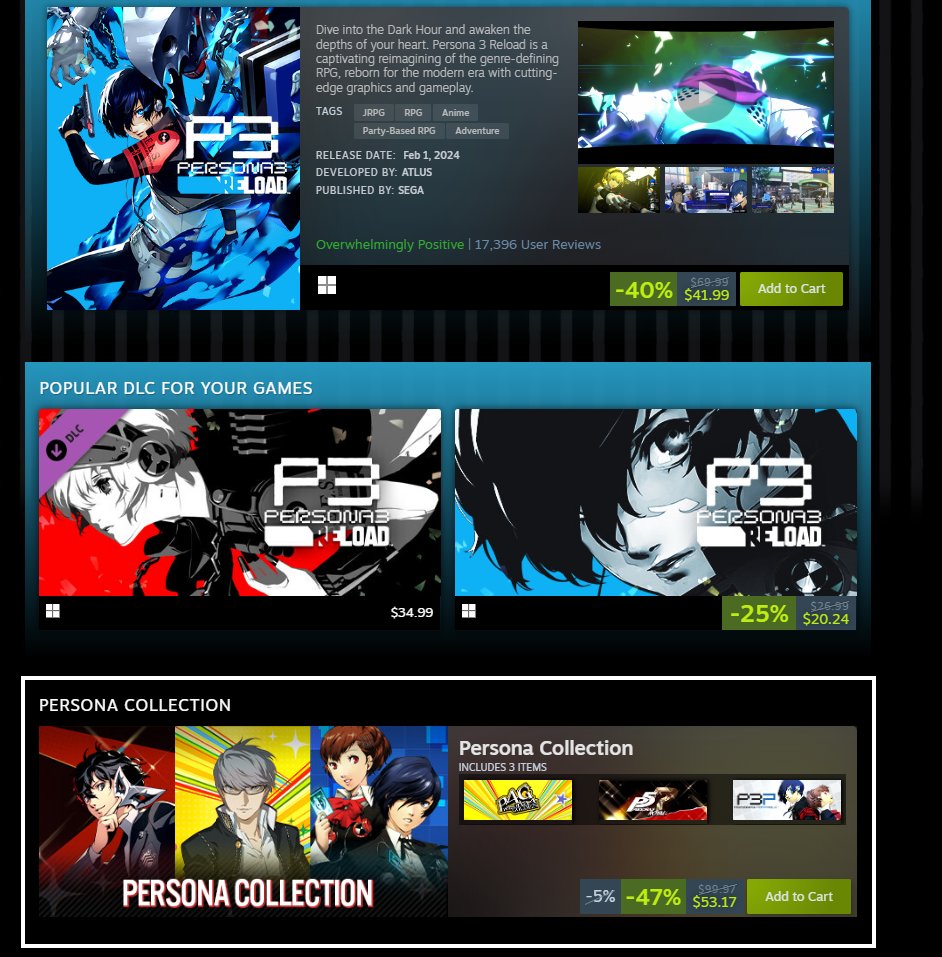 Dive into the Dark Hour and awaken the
depths of your heart. Persona 3 Reload is a
captivating reimagining of the genre-defining
RPG, reborn for the modern era with cutting-
edge graphics and gameplay.
TAGS JRPG RPG Anime
Party-Based RPG Adventure
RELEASE DATE: Feb 1, 2024
DEVELOPED BY: ATLUS
PUBLISHED BY: SEGA
P3
PERSONA3
RELOAD
Overwhelmingly Positive | 17,396 User Reviews
-40% $69.99 $41.99 Add to Cart
POPULAR DLC FOR YOUR GAMES
DLC
P3
PERSONA3
RELOAD
$34.99
P3
PERSONA3
RELOAD
-25% $26.99 $20.24
PERSONA COLLECTION
PERSONA COLLECTION
Persona Collection
INCLUDES 3 ITEMS
P4G
P5
P3P
-5% -47% $99.97 $53.17 Add to Cart